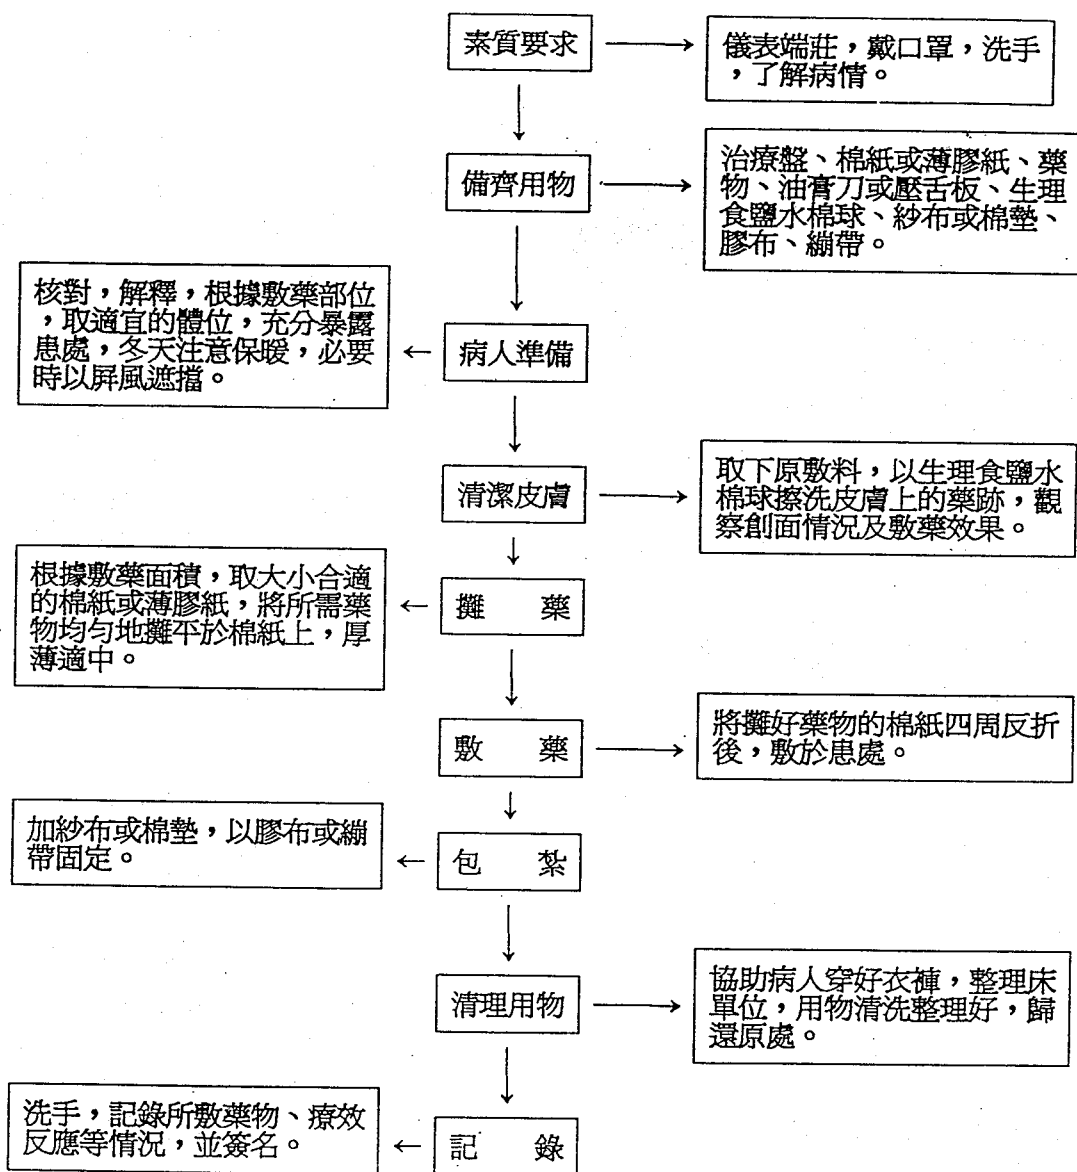 素質要求
儀表端莊，戴口罩，洗手
，了解病情。
備齊用物
治療盤、棉紙或薄膠紙、藥
物、油膏刀或壓舌板、生理
食鹽水棉球、紗布或棉墊、
膠布、繃帶。
核對，解釋，根據敷藥部位
，取適宜的體位，充分暴露
患處，冬天注意保暖，必要
時以屏風遮擋。
病人準備
清潔皮膚
取下原敷料，以生理食鹽水
棉球擦洗皮膚上的藥跡，觀
察創面情況及敷藥效果。
根據敷藥面積，取大小合適
的棉紙或薄膠紙，將所需藥
物均勻地攤平於棉紙上，厚
薄適中。
攤　藥
敷　藥
將攤好藥物的棉紙四周反折
後，敷於患處。
加紗布或棉墊，以膠布或繃
帶固定。
包　紮
清理用物
協助病人穿好衣褲，整理床
單位，用物清洗整理好，歸
還原處。
洗手，記錄所敷藥物、療效
反應等情況，並簽名。
記　錄